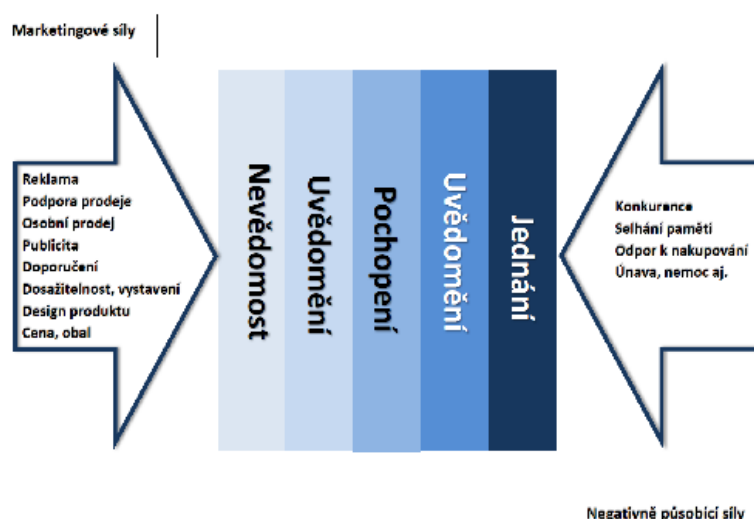 Marketingové síly
Reklama
Podpora prodeje
Osobní prodej
Publicita
Doporučení
Dosažitelnost, vystavení
Design produktu
Cena, obal
Nevědomost
Uvědomění
Pochopení
Uvědomění
Jednání
Konkurence
Selhání paměti
Odpor k nakupování
Únava, nemoc aj.
Negativně působící síly